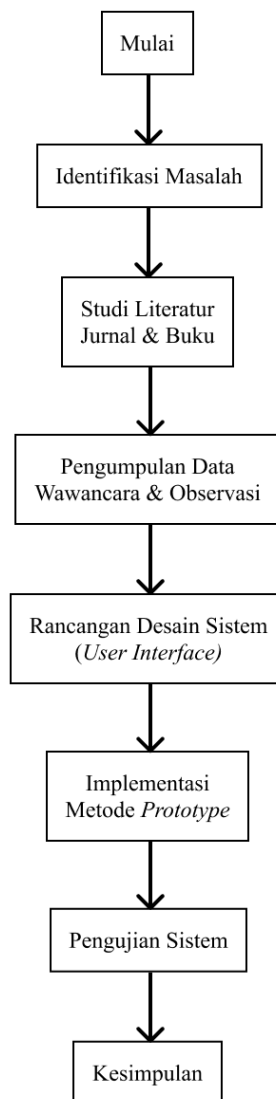 Mulai
Identifikasi Masalah
Studi Literatur
Jurnal & Buku
Pengumpulan Data
Wawancara & Observasi
Rancangan Desain Sistem
(User Interface)
Implementasi
Metode Prototype
Pengujian Sistem
Kesimpulan